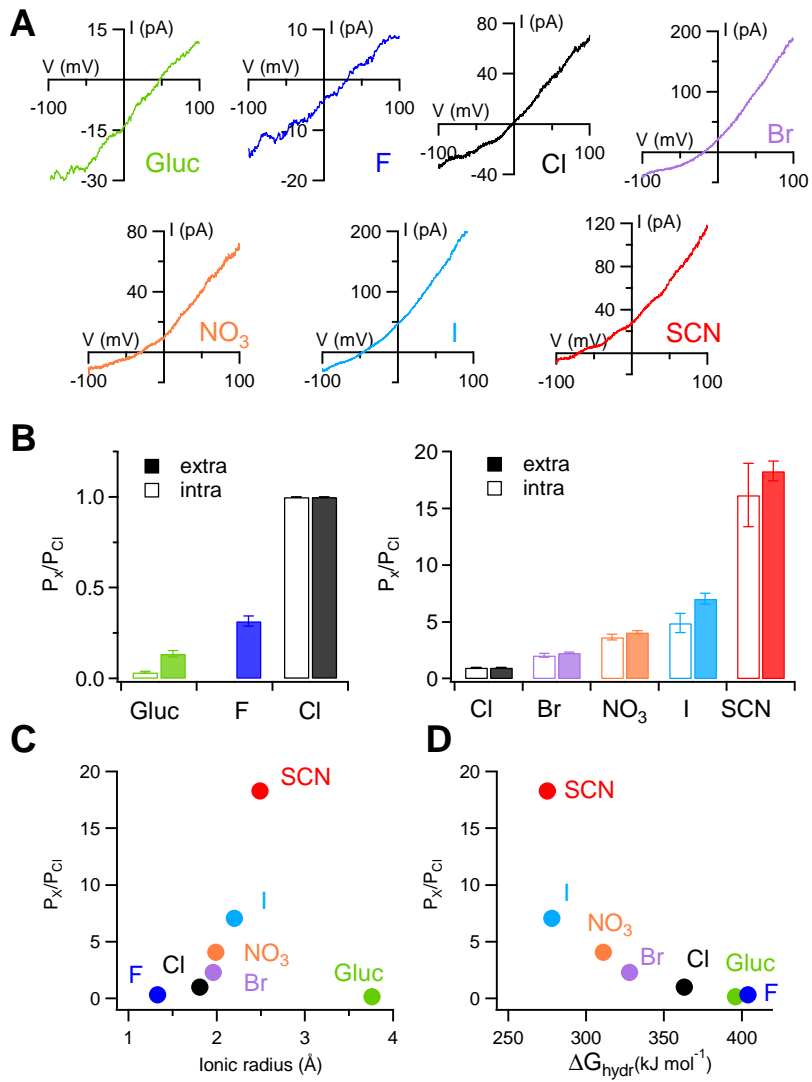 A
I (pA)
15
V (mV)
-100
100
-15
-30
Gluc
I (pA)
10
V (mV)
-100
100
-10
-20
F
I (pA)
80
40
V (mV)
-100
100
-40
Cl
I (pA)
200
100
V (mV)
-100
100
Br
I (pA)
80
40
V (mV)
-100
100
NO3
I (pA)
200
100
V (mV)
-100
100
I
I (pA)
120
80
40
V (mV)
-100
100
SCN
B
extra
intra
1.0
0.5
0.0
Px/PCl
Gluc F Cl
extra
intra
20
15
10
5
0
Px/PCl
Cl Br NO3 I SCN
C
20
15
10
5
0
PX/PCl
SCN
I
NO3
Cl
Br
F
Gluc
1 2 3 4
Ionic radius (Å)
D
20
15
10
5
0
PX/PCl
SCN
I
NO3
Br
Cl
Gluc
F
250 300 350 400
ΔGhydr(kJ mol-1)